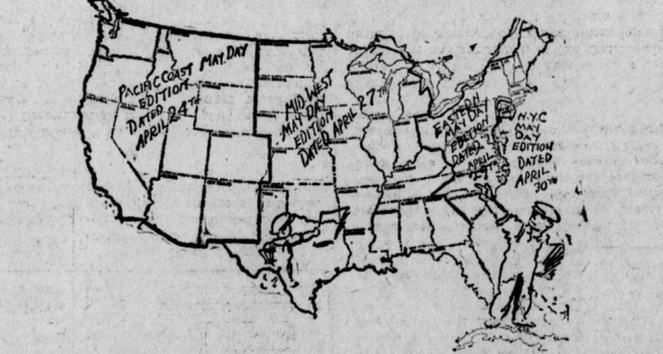 PACIFIC COAST MAY DAY
EDITION
DATED
APRIL 24TH
MID. WEST
MAY DAY
EDITION
DATED APRIL 27TH
EASTERN
MAY DAY
EDITION
DATED
APRIL
N.Y.C
MAY
DAY
EDITION
DATED
APRIL
30TH